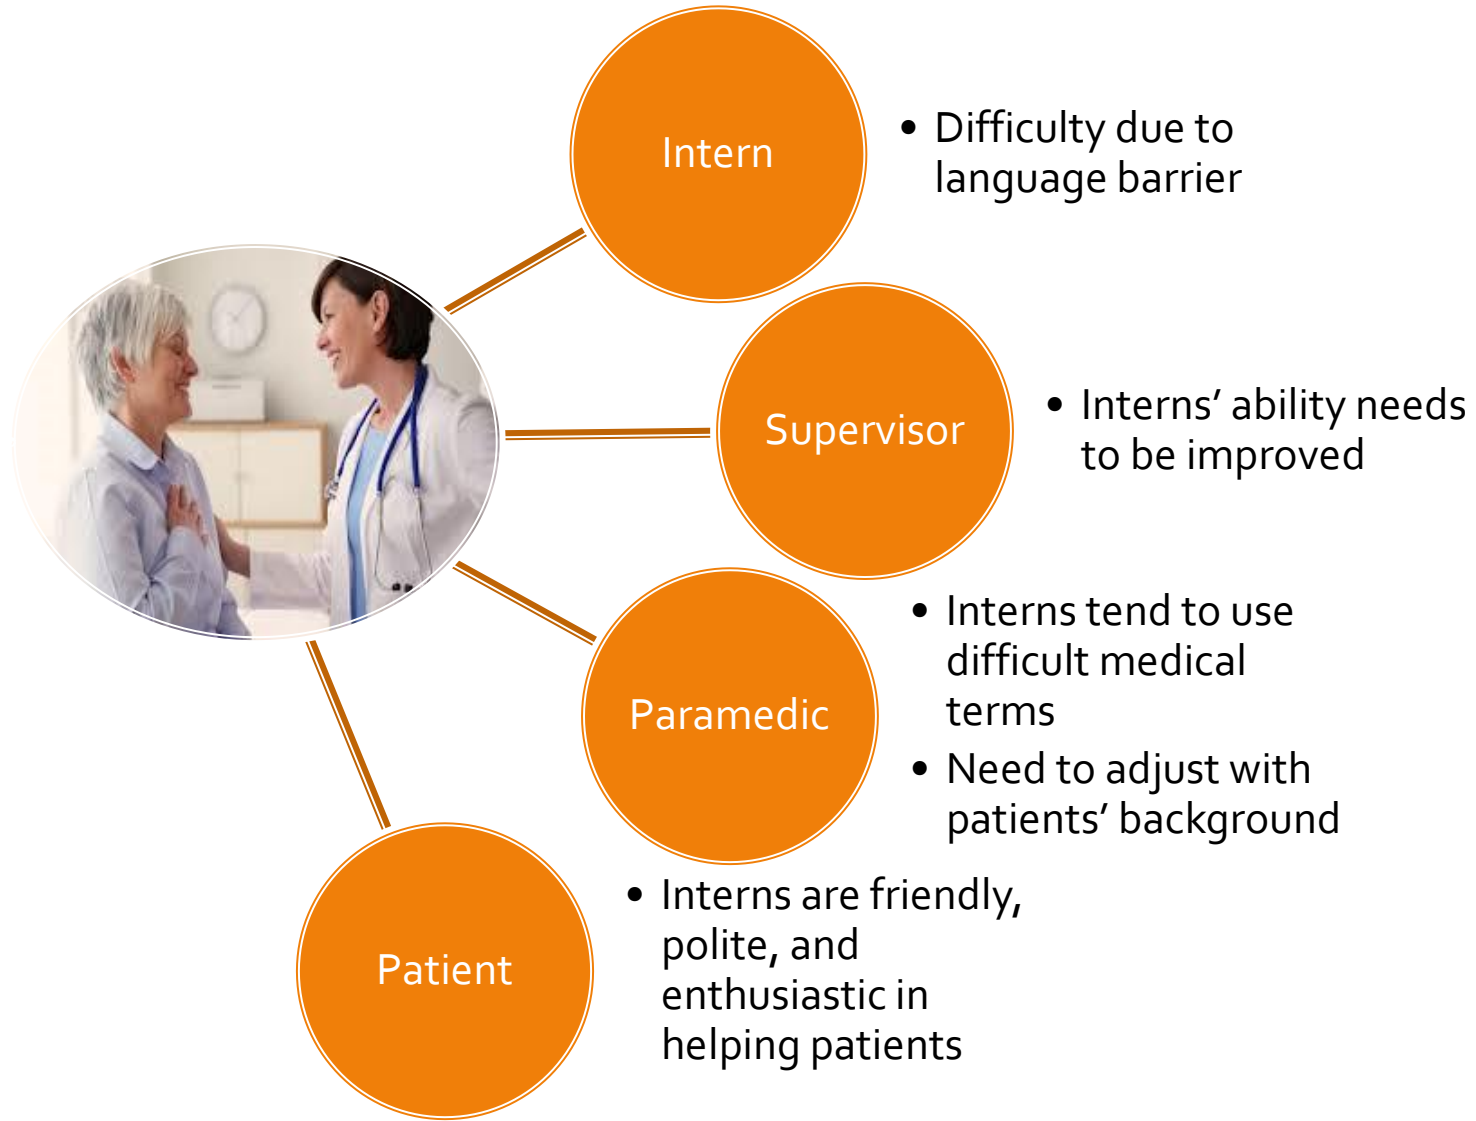 Intern
• Difficulty due to
language barrier
Supervisor
• Interns’ ability needs
to be improved
Paramedic
• Interns tend to use
difficult medical
terms
• Need to adjust with
patients’ background
Patient
• Interns are friendly,
polite, and
enthusiastic in
helping patients